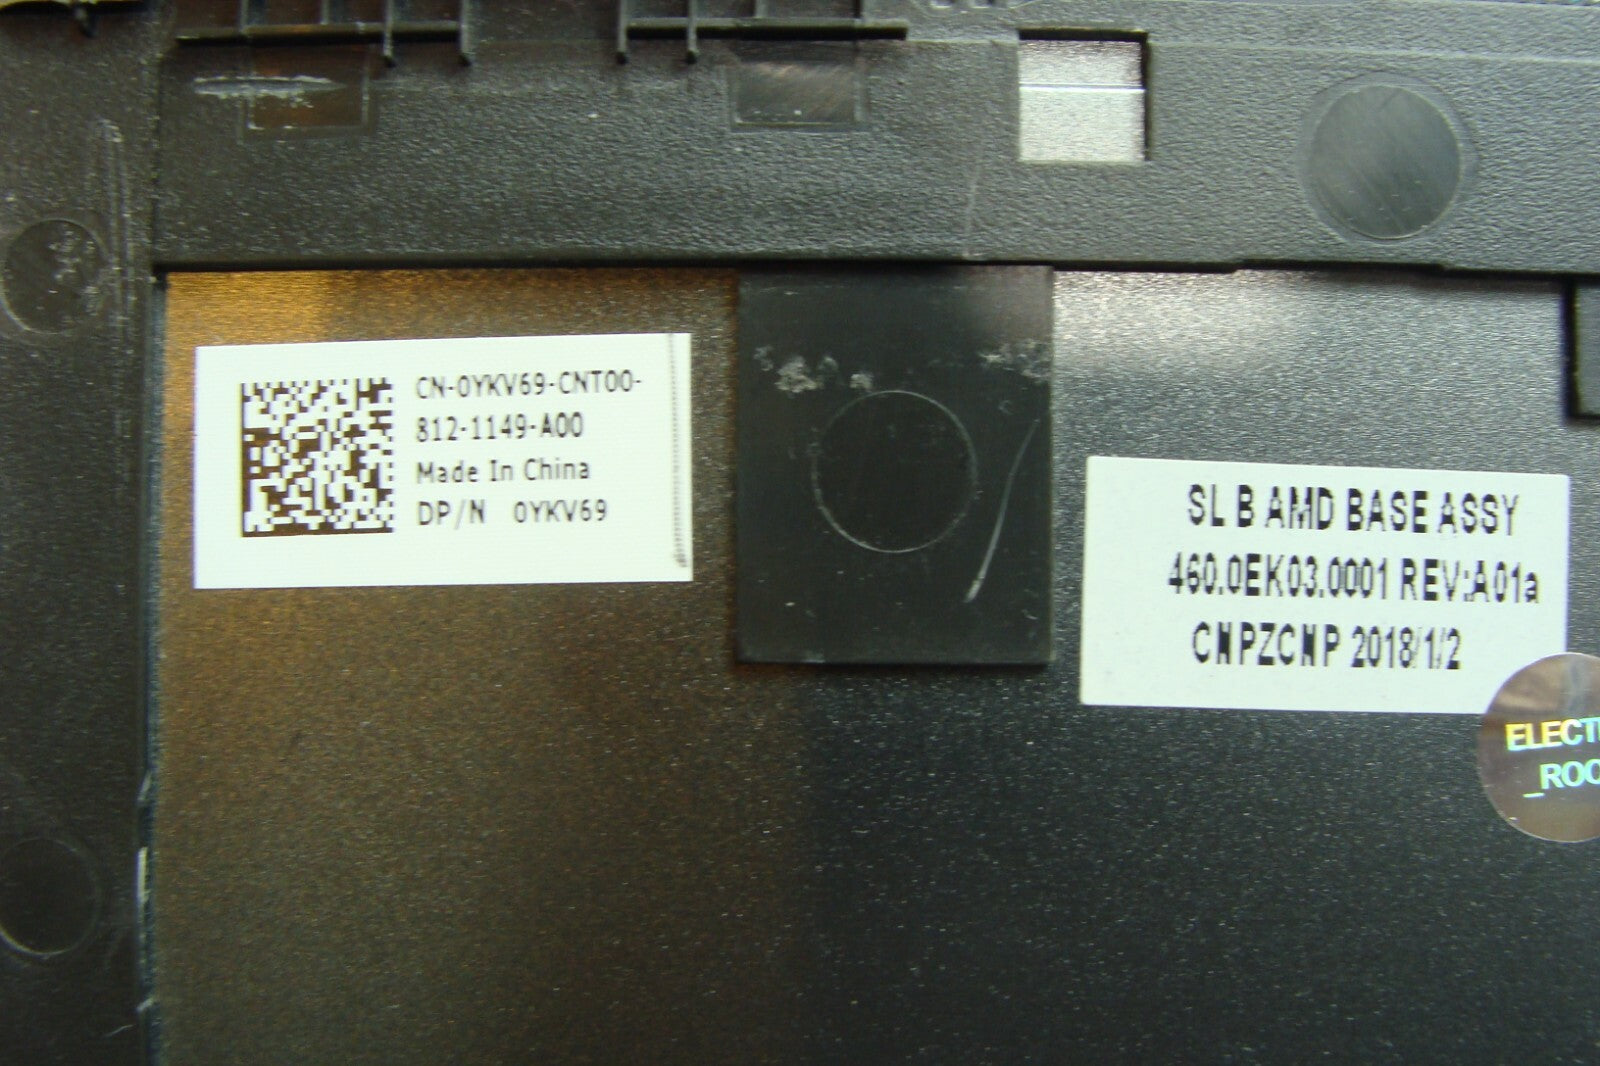 CN-0YKV69-CNT00-
812-1149-A00
Made In China
DP/N 0YKV69
SL B AMD BASE ASSY
460.0EK03.0001 REV:A01a
CNPZCNP 2018/1/2